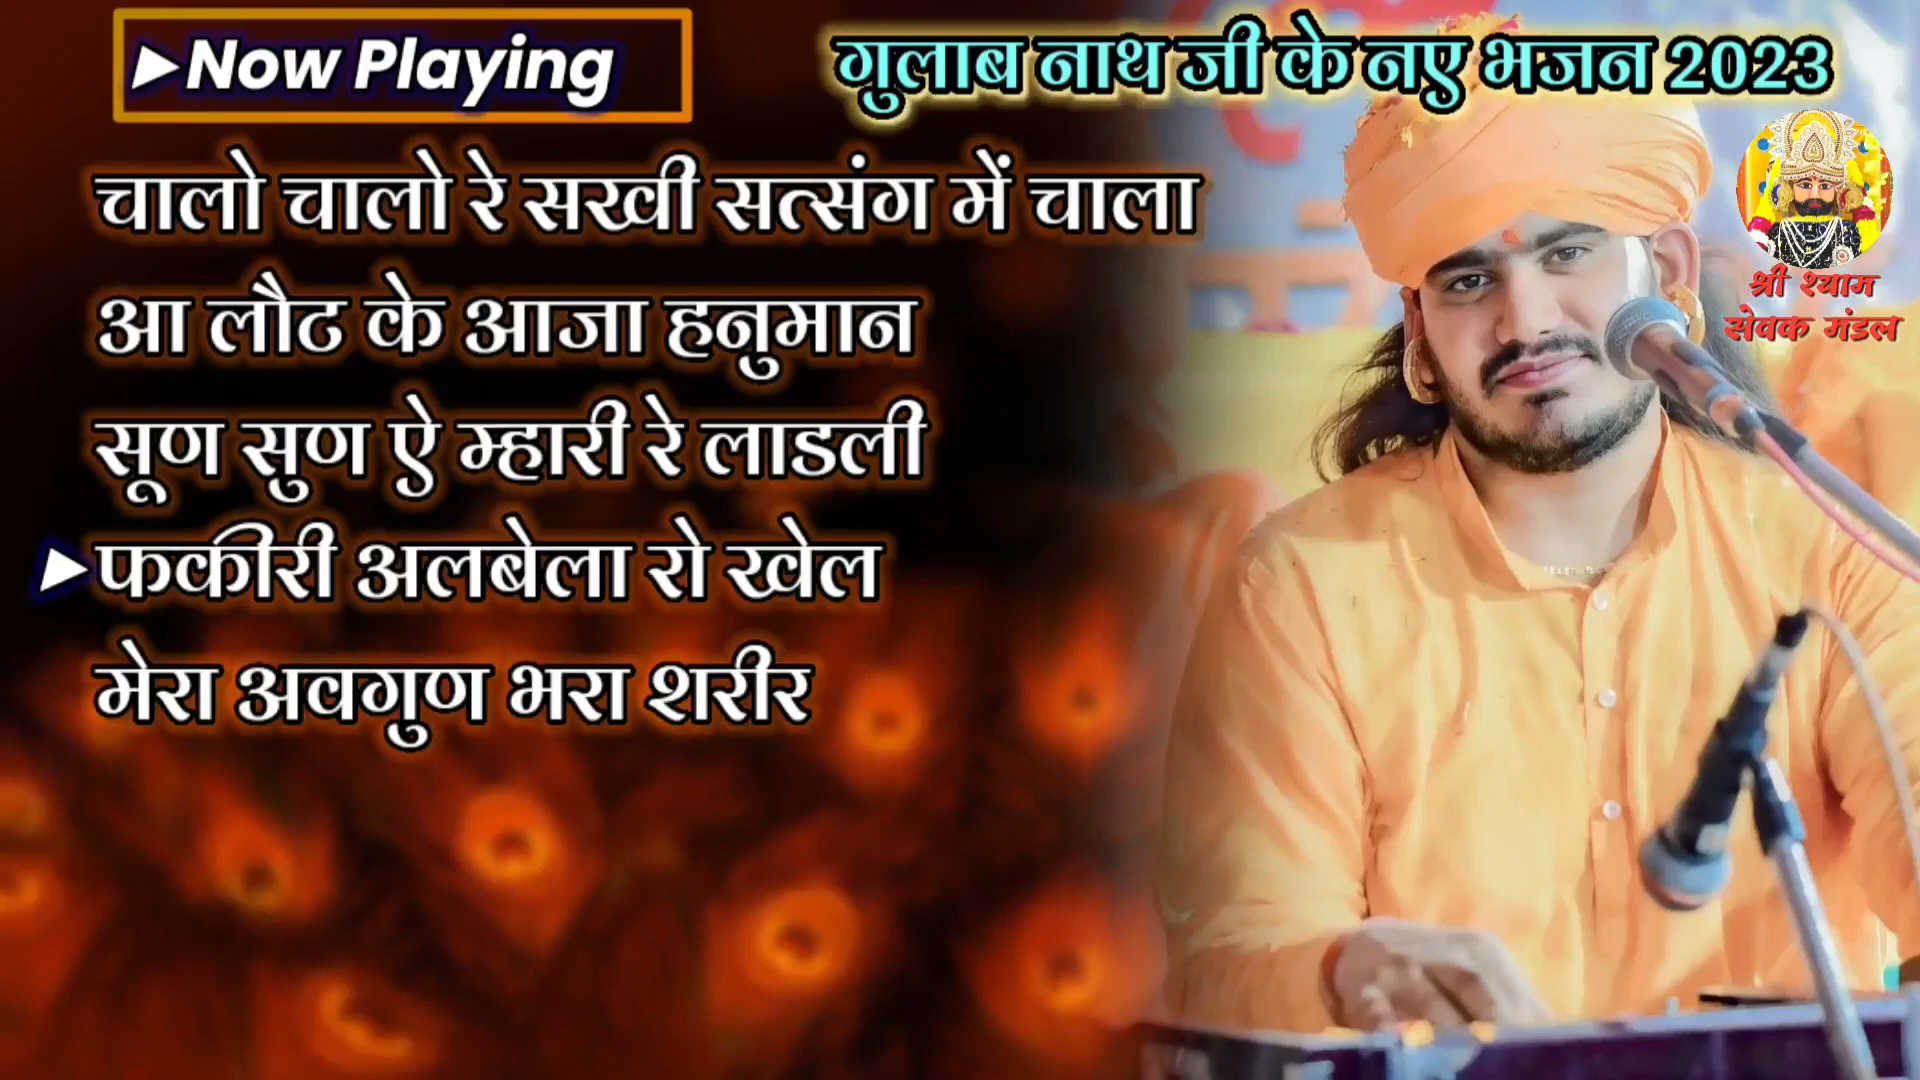 ▶Now Playing
गुलाब नाथ जी के नए भजन 2023
चालो चालो रे सखी सत्संग में चाला
आ लौट के आजा हनुमान
सूण सुण ऐ म्हारी रे लाडली
▶फकीरी अलबेला रो खेल
मेरा अवगुण भरा शरीर
श्री श्याम
सेवक मंडल